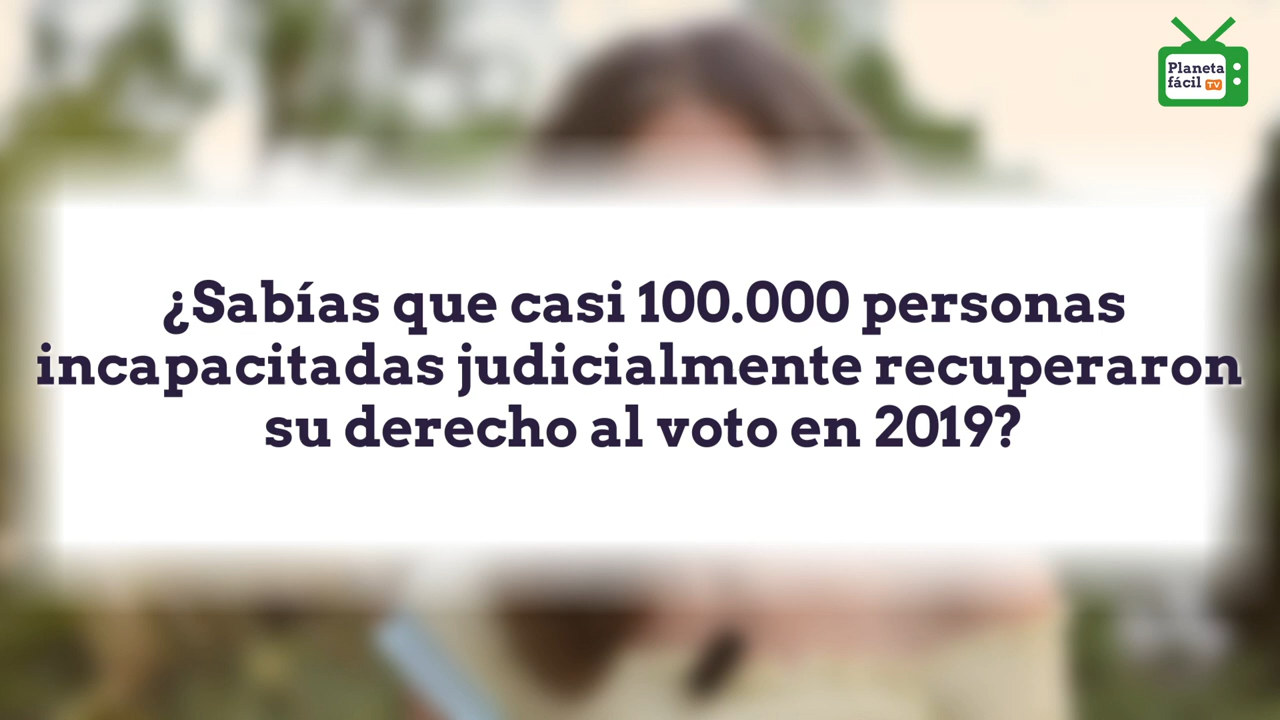 Planeta
fácil TV
¿Sabías que casi 100.000 personas
incapacitadas judicialmente recuperaron
su derecho al voto en 2019?